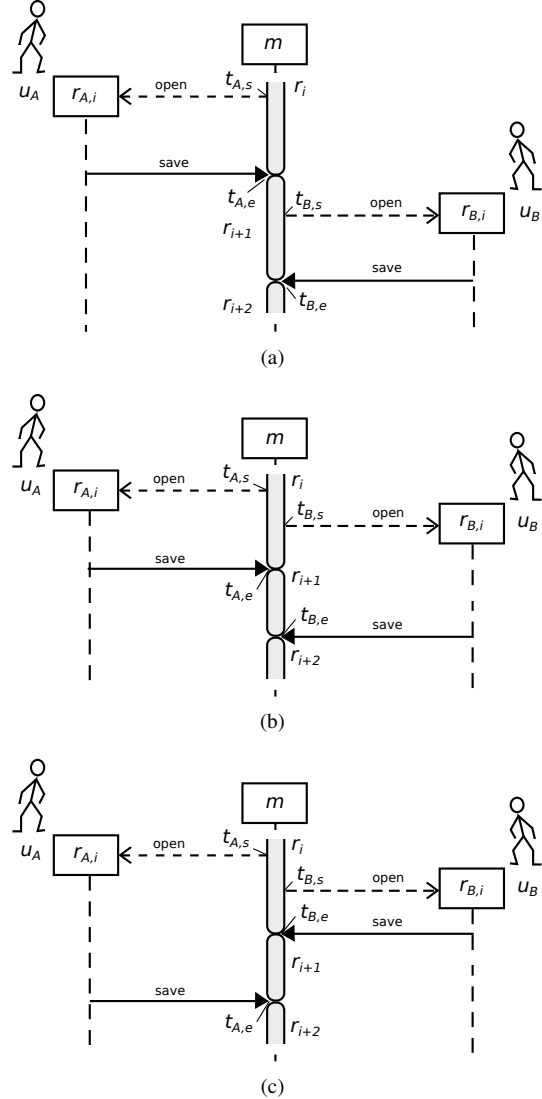 m
t_{A,s} r_i
open
u_A r_{A,i}
save
t_{A,e} t_{B,s} open r_{B,i} u_B
r_{i+1}
save
r_{i+2} t_{B,e}
(a)
m
t_{A,s} r_i
open
u_A r_{A,i}
t_{B,s} open r_{B,i} u_B
save
t_{A,e} r_{i+1}
t_{B,e} save
r_{i+2}
(b)
m
t_{A,s} r_i
open
u_A r_{A,i}
t_{B,s} open r_{B,i} u_B
t_{B,e} save
r_{i+1}
save
t_{A,e} r_{i+2}
(c)